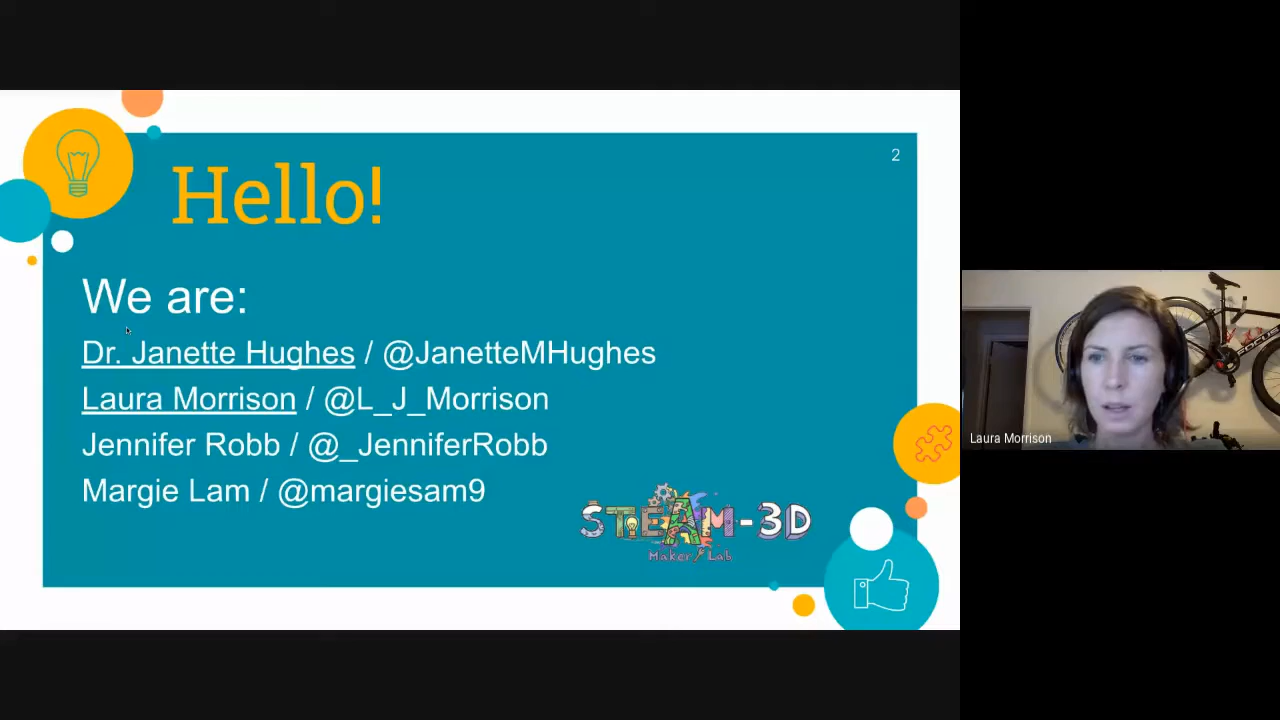 2
Hello!
We are:
Dr. Janette Hughes / @JanetteMHughes
Laura Morrison / @L_J_Morrison
Jennifer Robb / @_JenniferRobb
Margie Lam / @margiesam9
STEAM-3D
Maker Lab
FOCUS
Laura Morrison